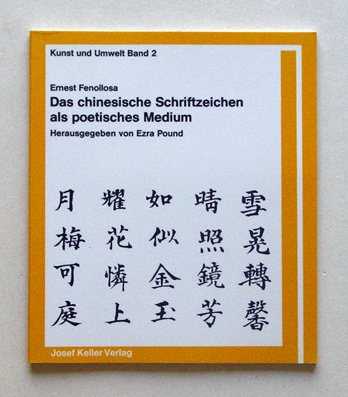 Kunst und Umwelt Band 2
Ernest Fenollosa
Das chinesische Schriftzeichen
als poetisches Medium
Herausgegeben von Ezra Pound
月 耀 如 晴 雪
梅 花 似 照 晃
可 憐 金 鏡 轉
庭 上 玉 芳 馨
Josef Keller Verlag